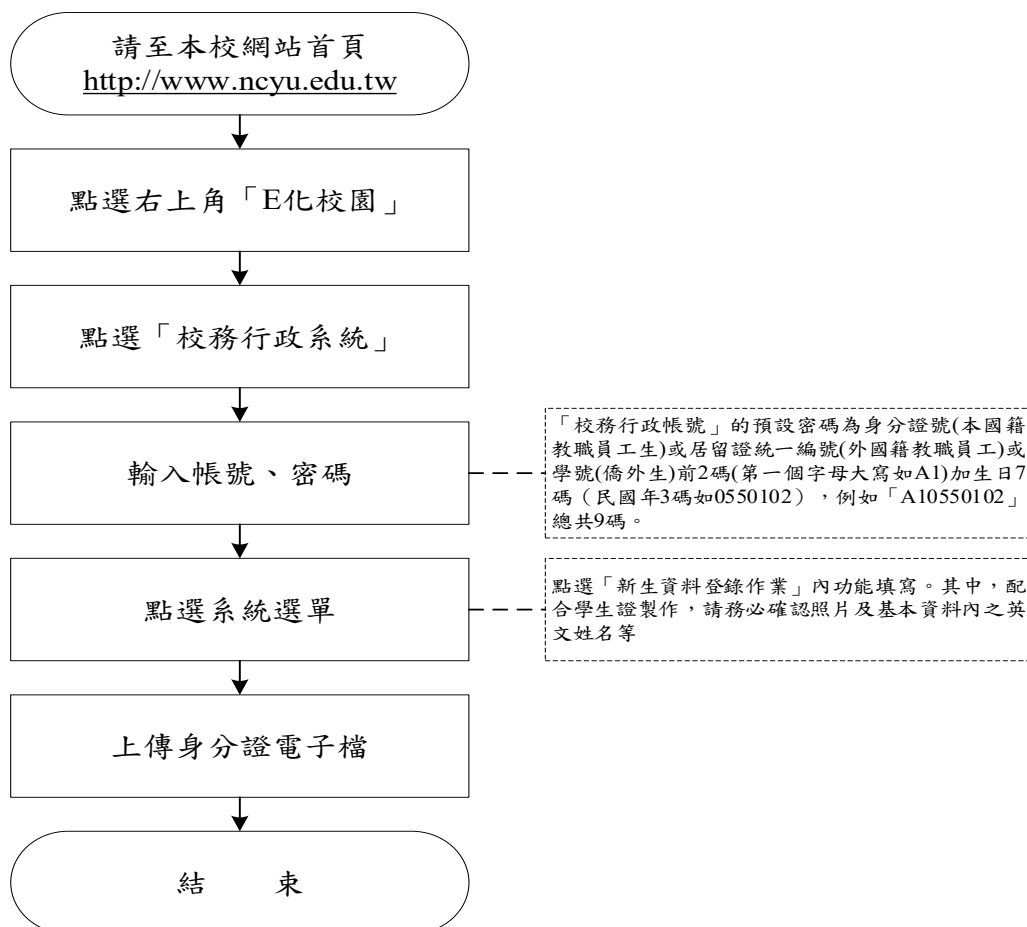 請至本校網站首頁
http://www.ncyu.edu.tw
點選右上角「E化校園」
點選「校務行政系統」
輸入帳號、密碼
「校務行政帳號」的預設密碼為身分證號(本國籍
教職員工生)或居留證統一編號(外國籍教職員工)或
學號(僑外生)前2碼(第一個字母大寫如A1)加生日7
碼（民國年3碼如0550102），例如「A10550102」
總共9碼。
點選系統選單
點選「新生資料登錄作業」內功能填寫。其中，配
合學生證製作，請務必確認照片及基本資料內之英
文姓名等
上傳身分證電子檔
結　　束